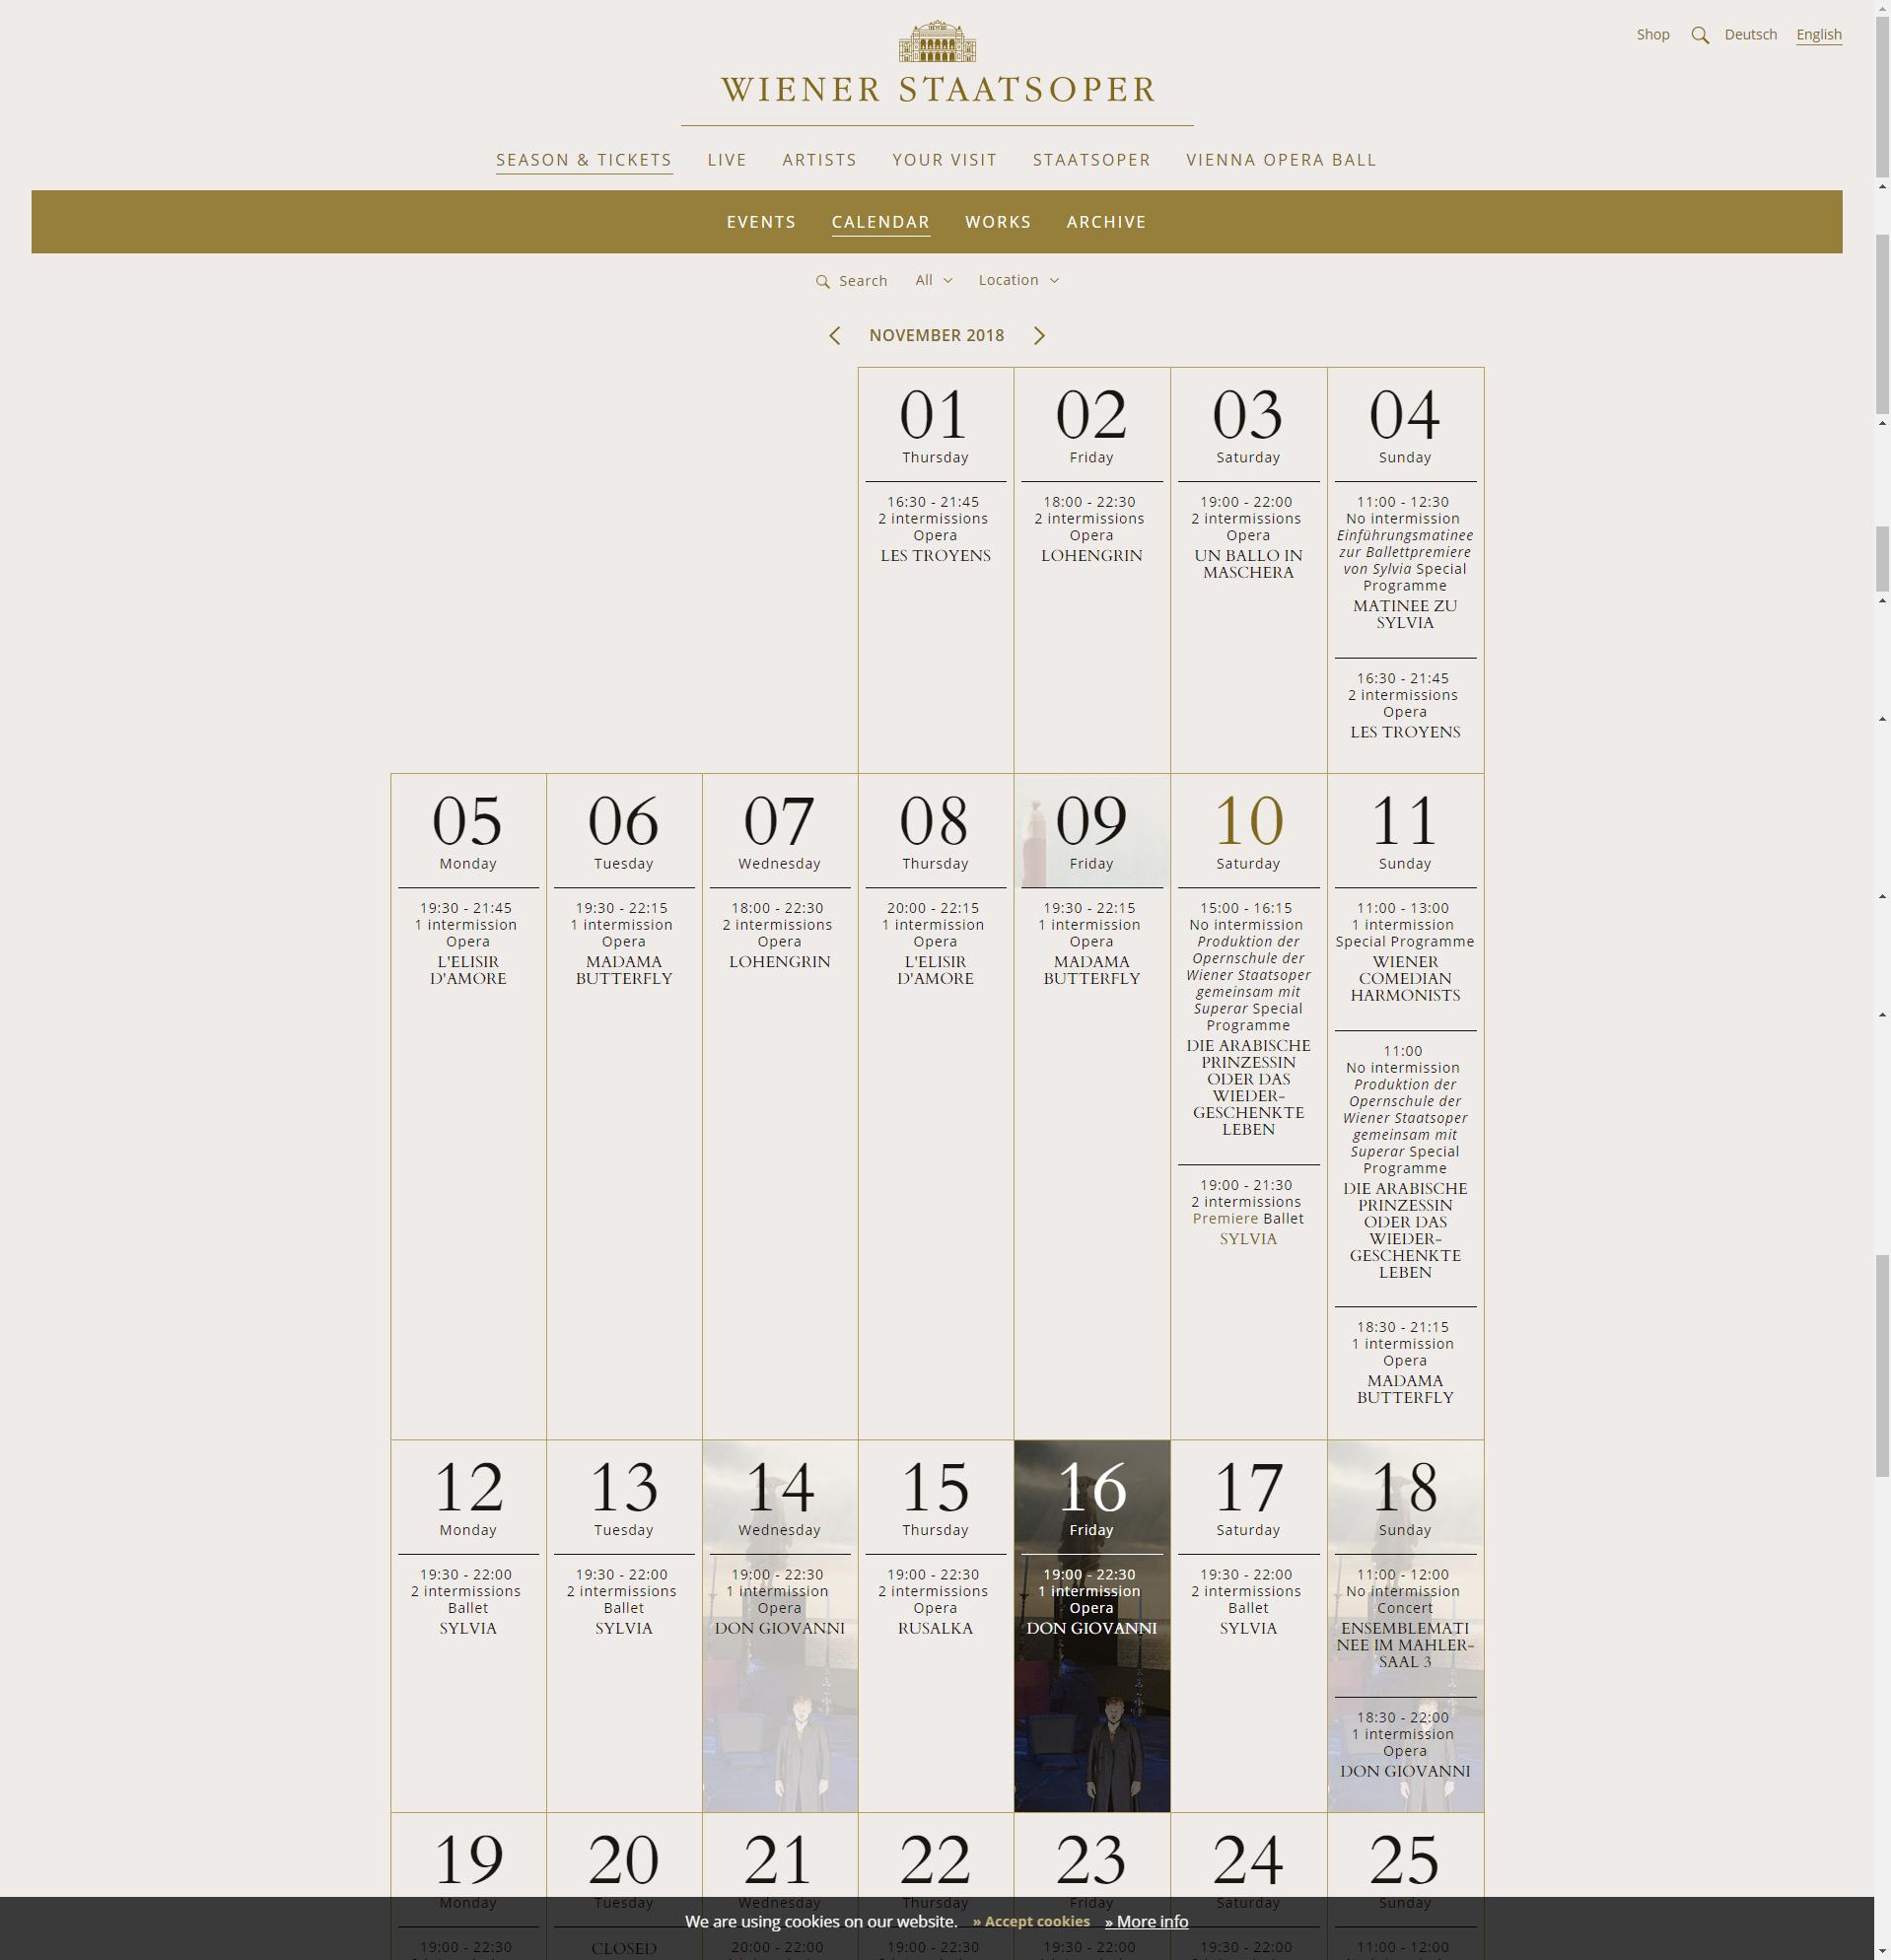 Shop
Deutsch
English
WIENER STAATSOPER
SEASON & TICKETS
LIVE
ARTISTS
YOUR VISIT
STAATSOPER
VIENNA OPERA BALL
EVENTS
CALENDAR
WORKS
ARCHIVE
Search
All
Location
NOVEMBER 2018
01
Thursday
16:30 - 21:45
2 intermissions
Opera
LES TROYENS
02
Friday
18:00 - 22:30
2 intermissions
Opera
LOHENGRIN
03
Saturday
19:00 - 22:00
2 intermissions
Opera
UN BALLO IN
MASCHERA
04
Sunday
11:00 - 12:30
No intermission
Einführungsmatinee
zur Ballettpremiere
von Sylvia Special
Programme
MATINEE ZU
SYLVIA
16:30 - 21:45
2 intermissions
Opera
LES TROYENS
05
Monday
19:30 - 21:45
1 intermission
Opera
L'ELISIR
D'AMORE
06
Tuesday
19:30 - 22:15
1 intermission
Opera
MADAMA
BUTTERFLY
07
Wednesday
18:00 - 22:30
2 intermissions
Opera
LOHENGRIN
08
Thursday
20:00 - 22:15
1 intermission
Opera
L'ELISIR
D'AMORE
09
Friday
19:30 - 22:15
1 intermission
Opera
MADAMA
BUTTERFLY
10
Saturday
15:00 - 16:15
No intermission
Produktion der
Opernschule der
Wiener Staatsoper
gemeinsam mit
Superar Special
Programme
DIE ARABISCHE
PRINZESSIN
ODER DAS
WIEDER-
GESCHENKTE
LEBEN
19:00 - 21:30
2 intermissions
Premiere Ballet
SYLVIA
11
Sunday
11:00 - 13:00
1 intermission
Special Programme
WIENER
COMEDIAN
HARMONISTS
11:00
No intermission
Produktion der
Opernschule der
Wiener Staatsoper
gemeinsam mit
Superar Special
Programme
DIE ARABISCHE
PRINZESSIN
ODER DAS
WIEDER-
GESCHENKTE
LEBEN
18:30 - 21:15
1 intermission
Opera
MADAMA
BUTTERFLY
12
Monday
19:30 - 22:00
2 intermissions
Ballet
SYLVIA
13
Tuesday
19:30 - 22:00
2 intermissions
Ballet
SYLVIA
14
Wednesday
19:00 - 22:30
1 intermission
Opera
DON GIOVANNI
15
Thursday
19:00 - 22:00
2 intermissions
Opera
RUSALKA
16
Friday
19:00 - 22:30
1 intermission
Opera
DON GIOVANNI
17
Saturday
19:30 - 22:00
2 intermissions
Ballet
SYLVIA
18
Sunday
11:00 - 12:00
No intermission
Concert
ENSEMBLEMATI
NEE IM MAHLER-
SAAL 3
18:30 - 22:00
1 intermission
Opera
DON GIOVANNI
19
Monday
19:00 - 22:30
20
Tuesday
CLOSED
21
Wednesday
20:00 - 22:00
22
Thursday
19:00 - 22:30
23
Friday
19:30 - 22:00
24
Saturday
19:30 - 22:00
25
Sunday
11:00 - 12:00
We are using cookies on our website. » Accept cookies » More info